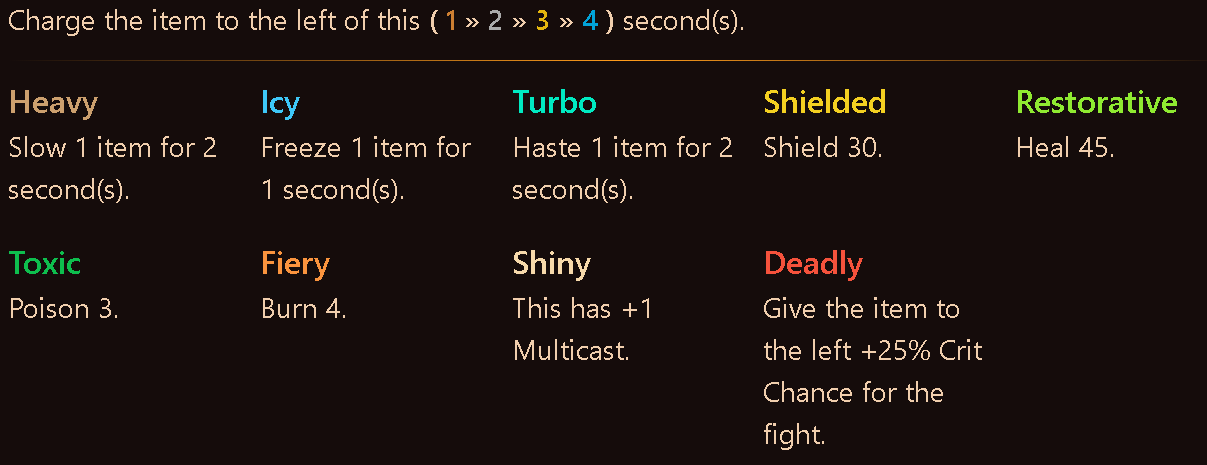 Charge the item to the left of this ( 1 » 2 » 3 » 4 ) second(s).
Heavy
Slow 1 item for 2
second(s).
Icy
Freeze 1 item for
1 second(s).
Turbo
Haste 1 item for 2
second(s).
Shielded
Shield 30.
Restorative
Heal 45.
Toxic
Poison 3.
Fiery
Burn 4.
Shiny
This has +1
Multicast.
Deadly
Give the item to
the left +25% Crit
Chance for the
fight.